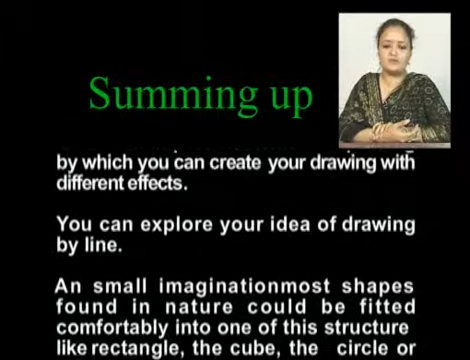 Summing up
by which you can create your drawing with
different effects.
You can explore your idea of drawing
by line.
An small imaginationmost shapes
found in nature could be fitted
comfortably into one of this structure
like rectangle, the cube, the circle or